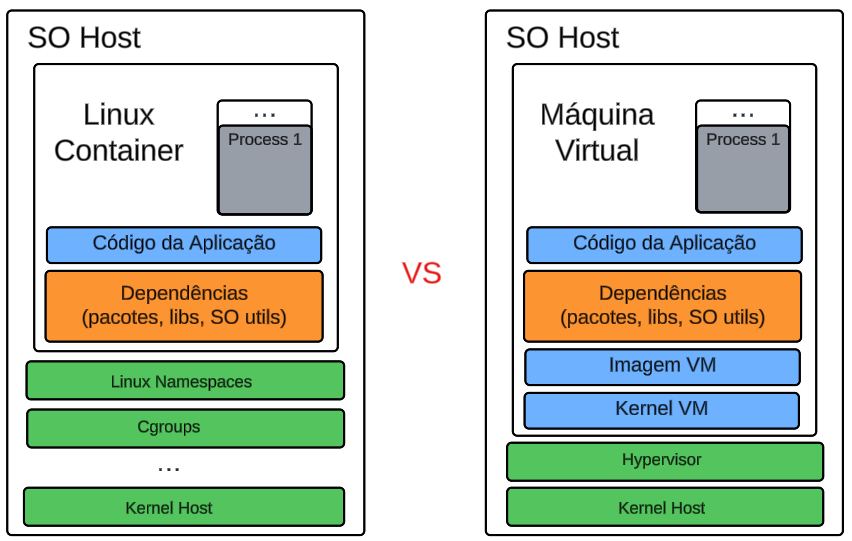 SO Host
Linux
Container
...
Process 1
Código da Aplicação
Dependências
(pacotes, libs, SO utils)
Linux Namespaces
Cgroups
...
Kernel Host
VS
SO Host
Máquina
Virtual
...
Process 1
Código da Aplicação
Dependências
(pacotes, libs, SO utils)
Imagem VM
Kernel VM
Hypervisor
Kernel Host